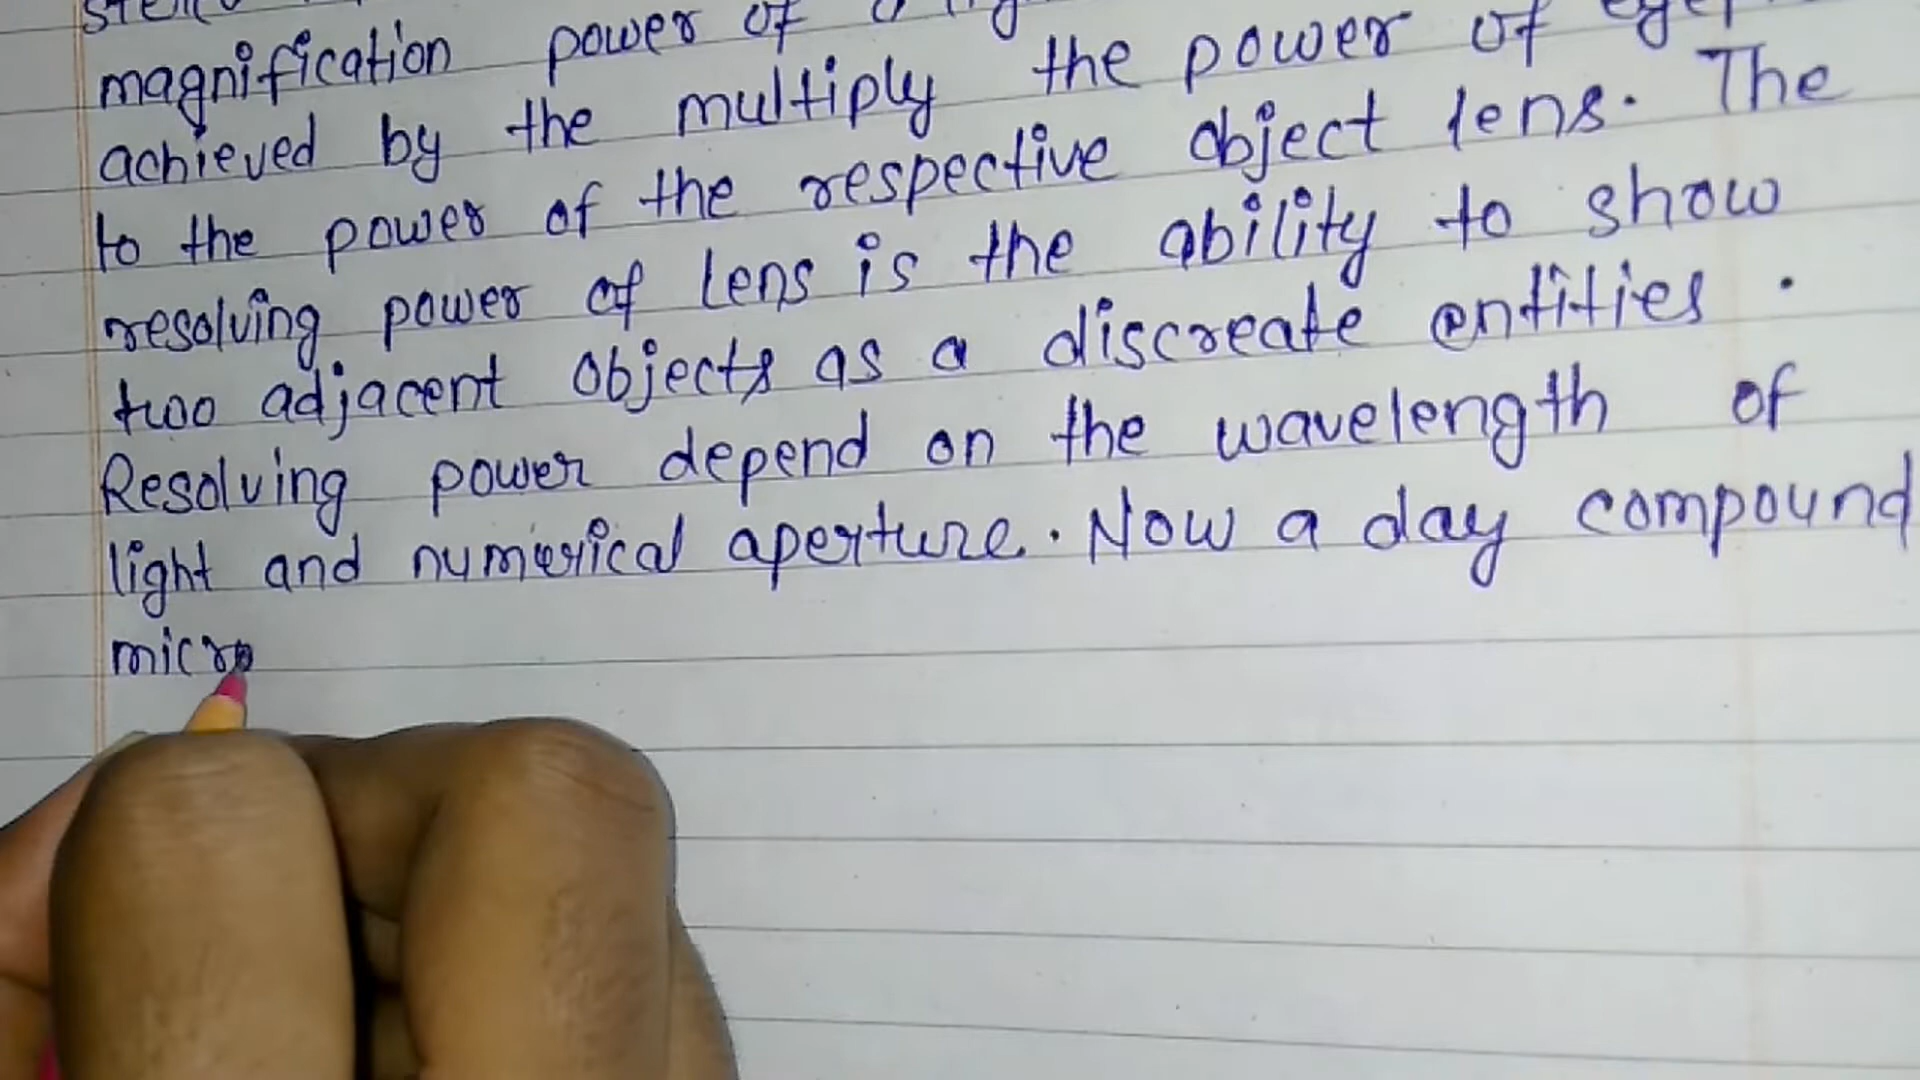 magnification power of a
achieved by the multiply the power of
to the power of the respective object lens. The
resolving power of lens is the ability to show
two adjacent objects as a discreate entities.
Resolving power depend on the wavelength of
light and numerical aperture. Now a day compound
micro